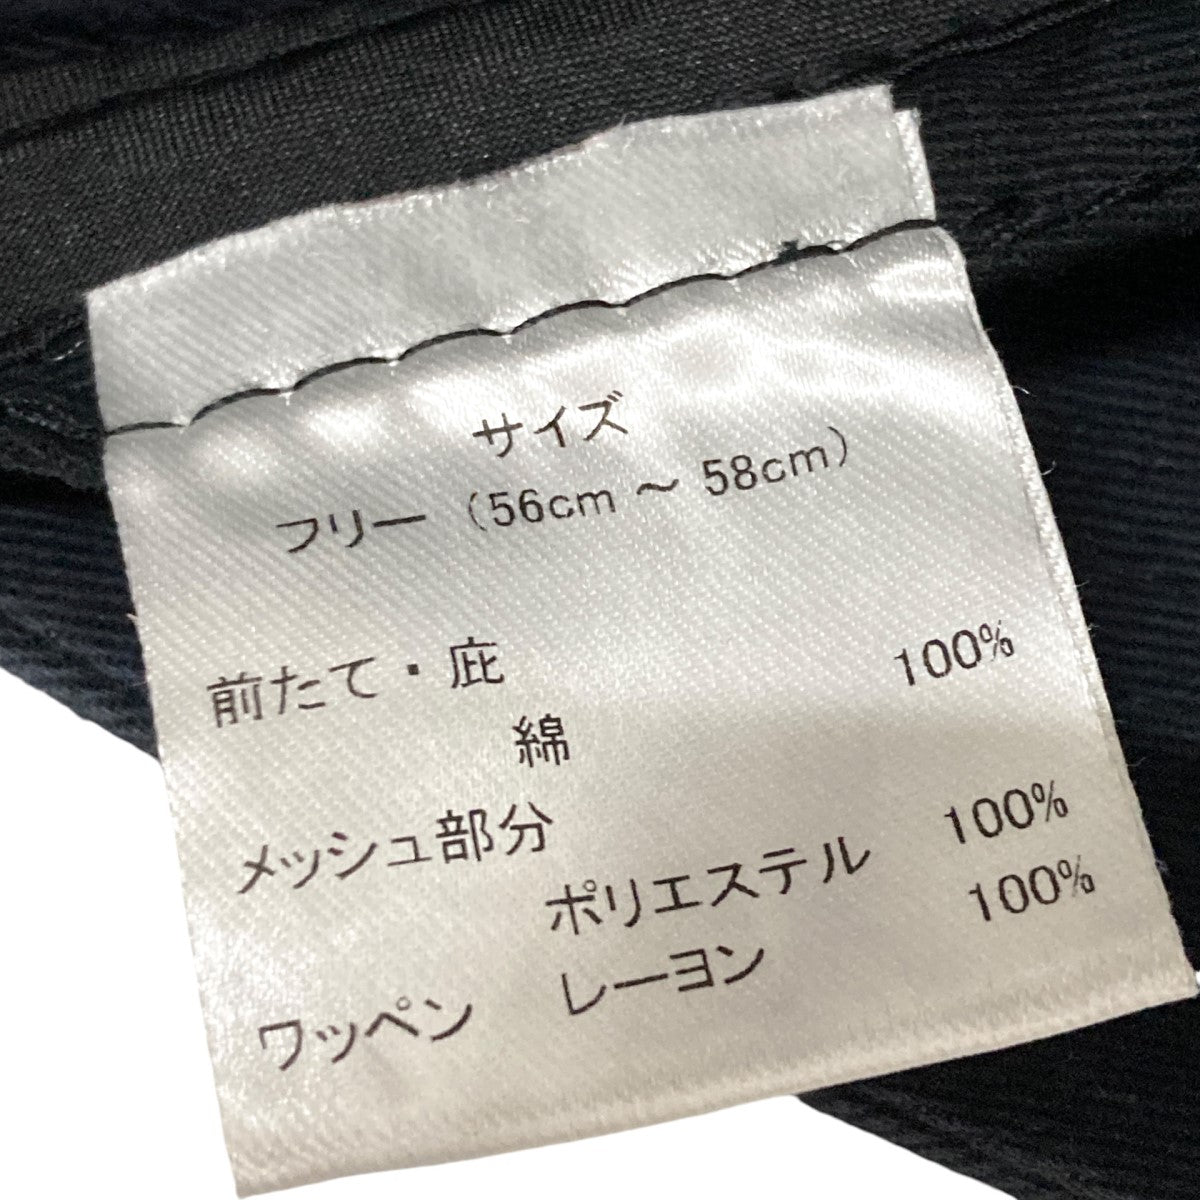 サイズ
フリー（56cm ～ 58cm）
前たて・庇
綿 100%
メッシュ部分
ポリエステル 100%
ワッペン レーヨン 100%